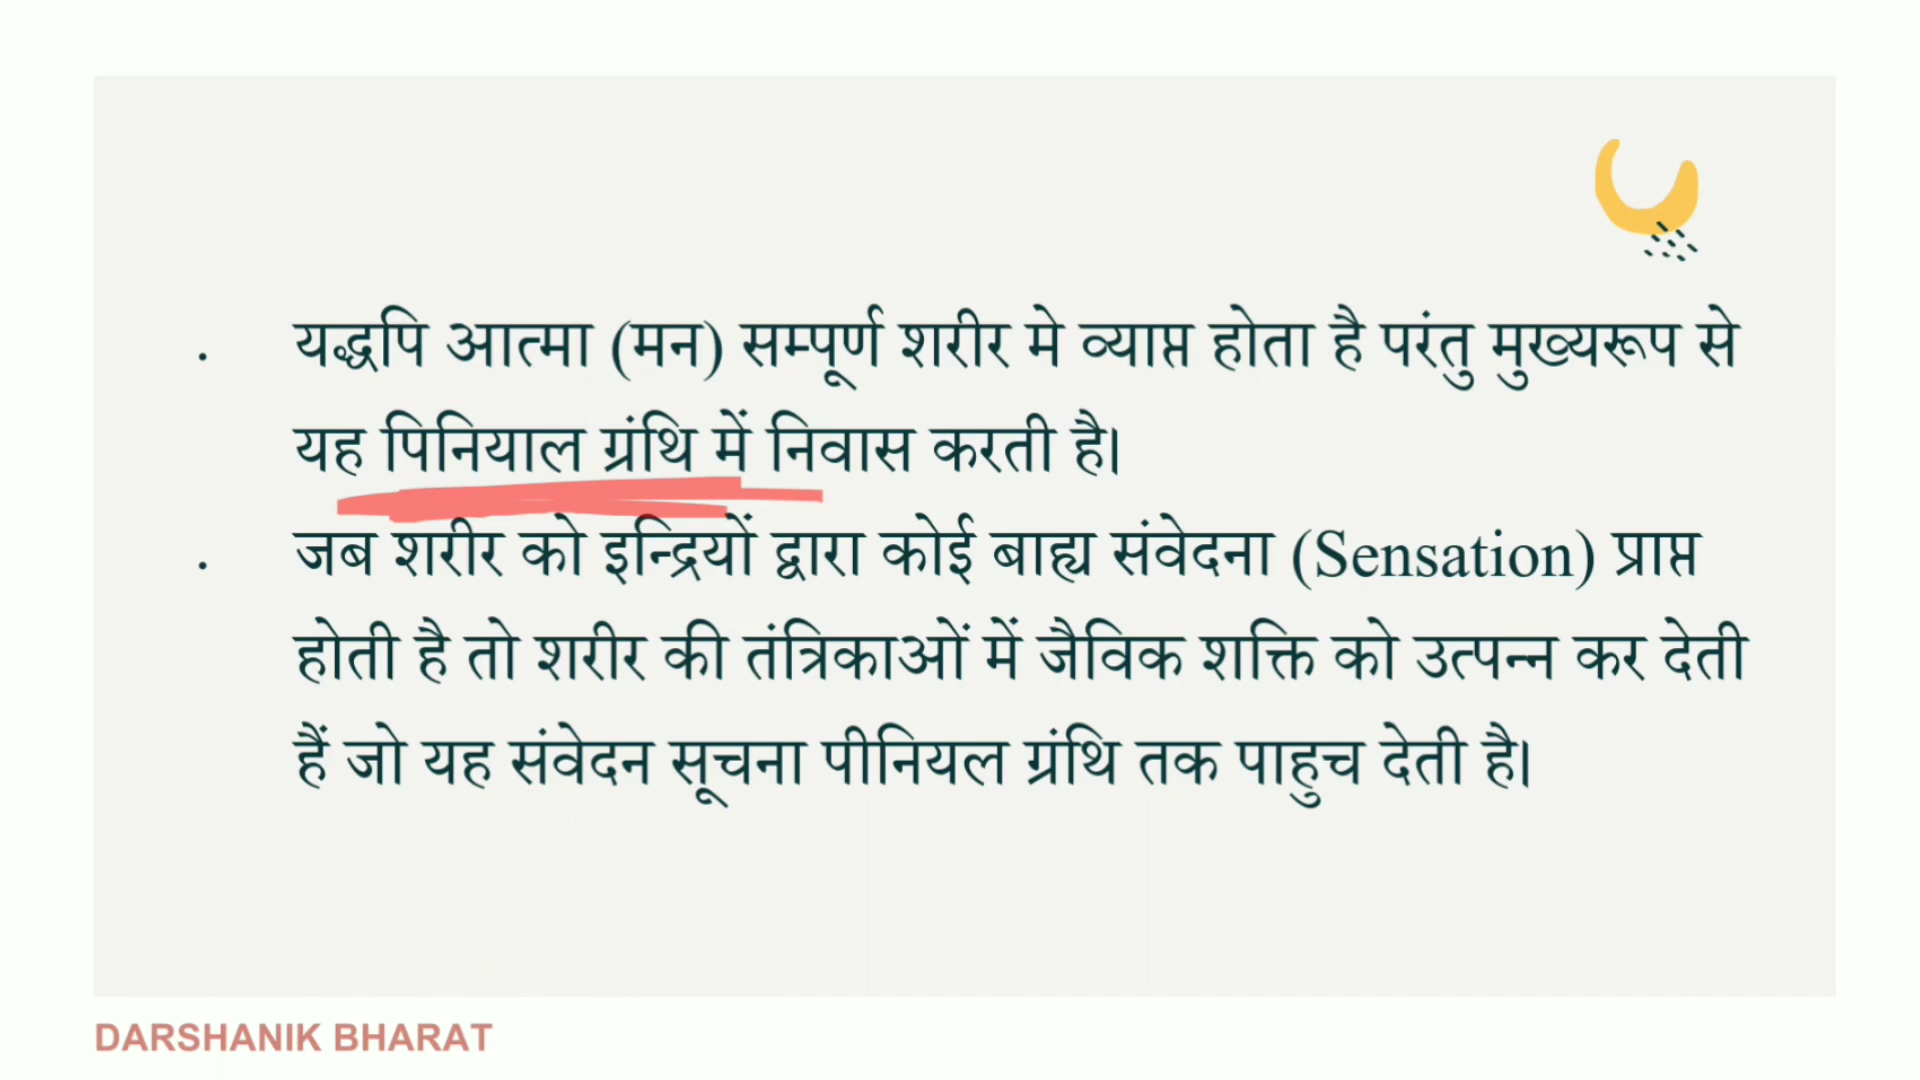 . यद्धपि आत्मा (मन) सम्पूर्ण शरीर मे व्याप्त होता है परंतु मुख्यरूप से
यह पिनियाल ग्रंथि में निवास करती है।
. जब शरीर को इन्द्रियों द्वारा कोई बाह्य संवेदना (Sensation) प्राप्त
होती है तो शरीर की तंत्रिकाओं में जैविक शक्ति को उत्पन्न कर देती
हैं जो यह संवेदन सूचना पीनियल ग्रंथि तक पाहुच देती है।
DARSHANIK BHARAT